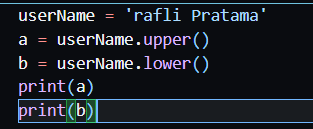 userName = 'rafli Pratama'
a = userName.upper()
b = userName.lower()
print(a)
print(b)